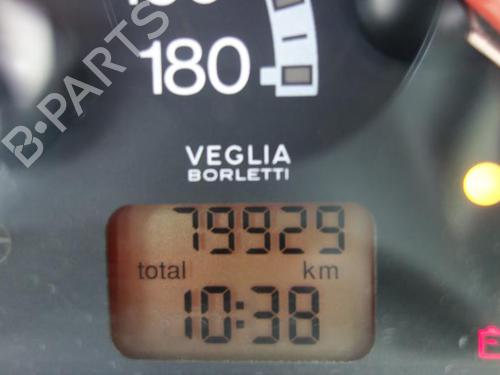 180
VEGLIA
BORLETTI
79929
total km
10:38
B-PARTS